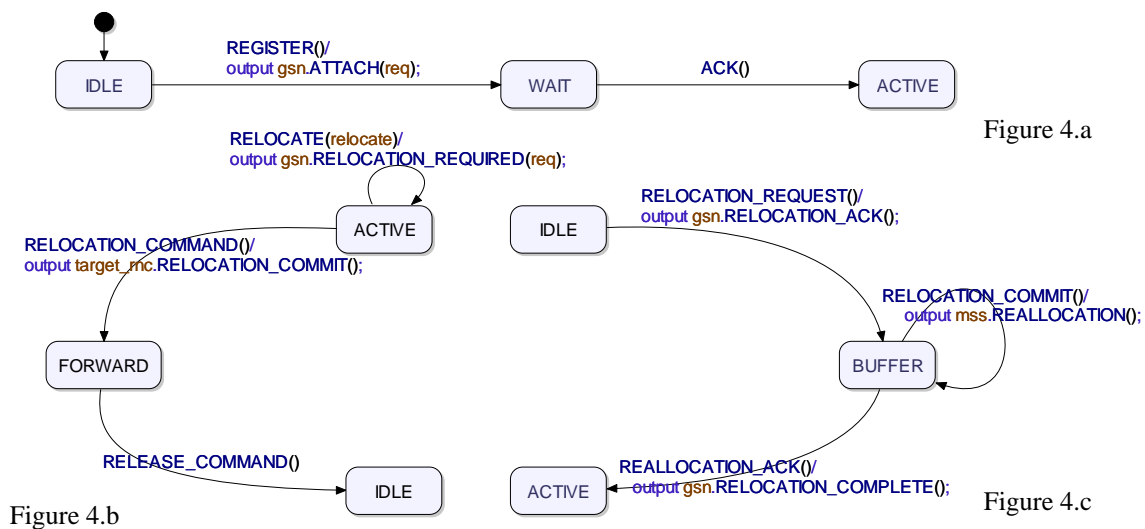 REGISTER()/
output gsn.ATTACH(req);
ACK()
IDLE
WAIT
ACTIVE
Figure 4.a
RELOCATE(relocate)/
output gsn.RELOCATION_REQUIRED(req);
ACTIVE
RELOCATION_COMMAND()/
output target_rnc.RELOCATION_COMMIT();
FORWARD
RELEASE_COMMAND()
IDLE
Figure 4.b
RELOCATION_REQUEST()/
output gsn.RELOCATION_ACK();
IDLE
RELOCATION_COMMIT()/
output mss.REALLOCATION();
BUFFER
REALLOCATION_ACK()/
output gsn.RELOCATION_COMPLETE();
ACTIVE
Figure 4.c